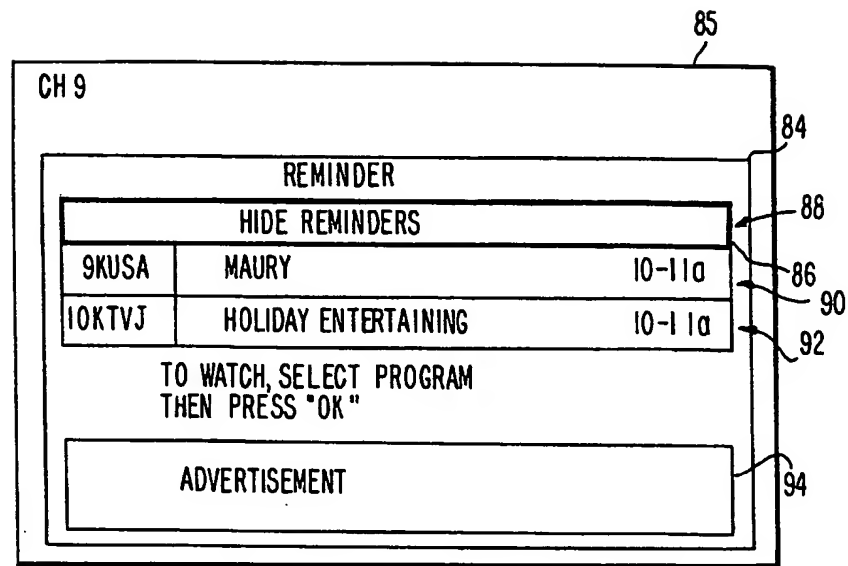 85
CH 9
84
REMINDER
HIDE REMINDERS
88
86
9KUSA MAURY 10-11a
90
10KTVJ HOLIDAY ENTERTAINING 10-11a
92
TO WATCH, SELECT PROGRAM
THEN PRESS "OK"
ADVERTISEMENT
94